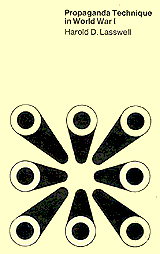 Propaganda Technique
in World War I
Harold D. Lasswell